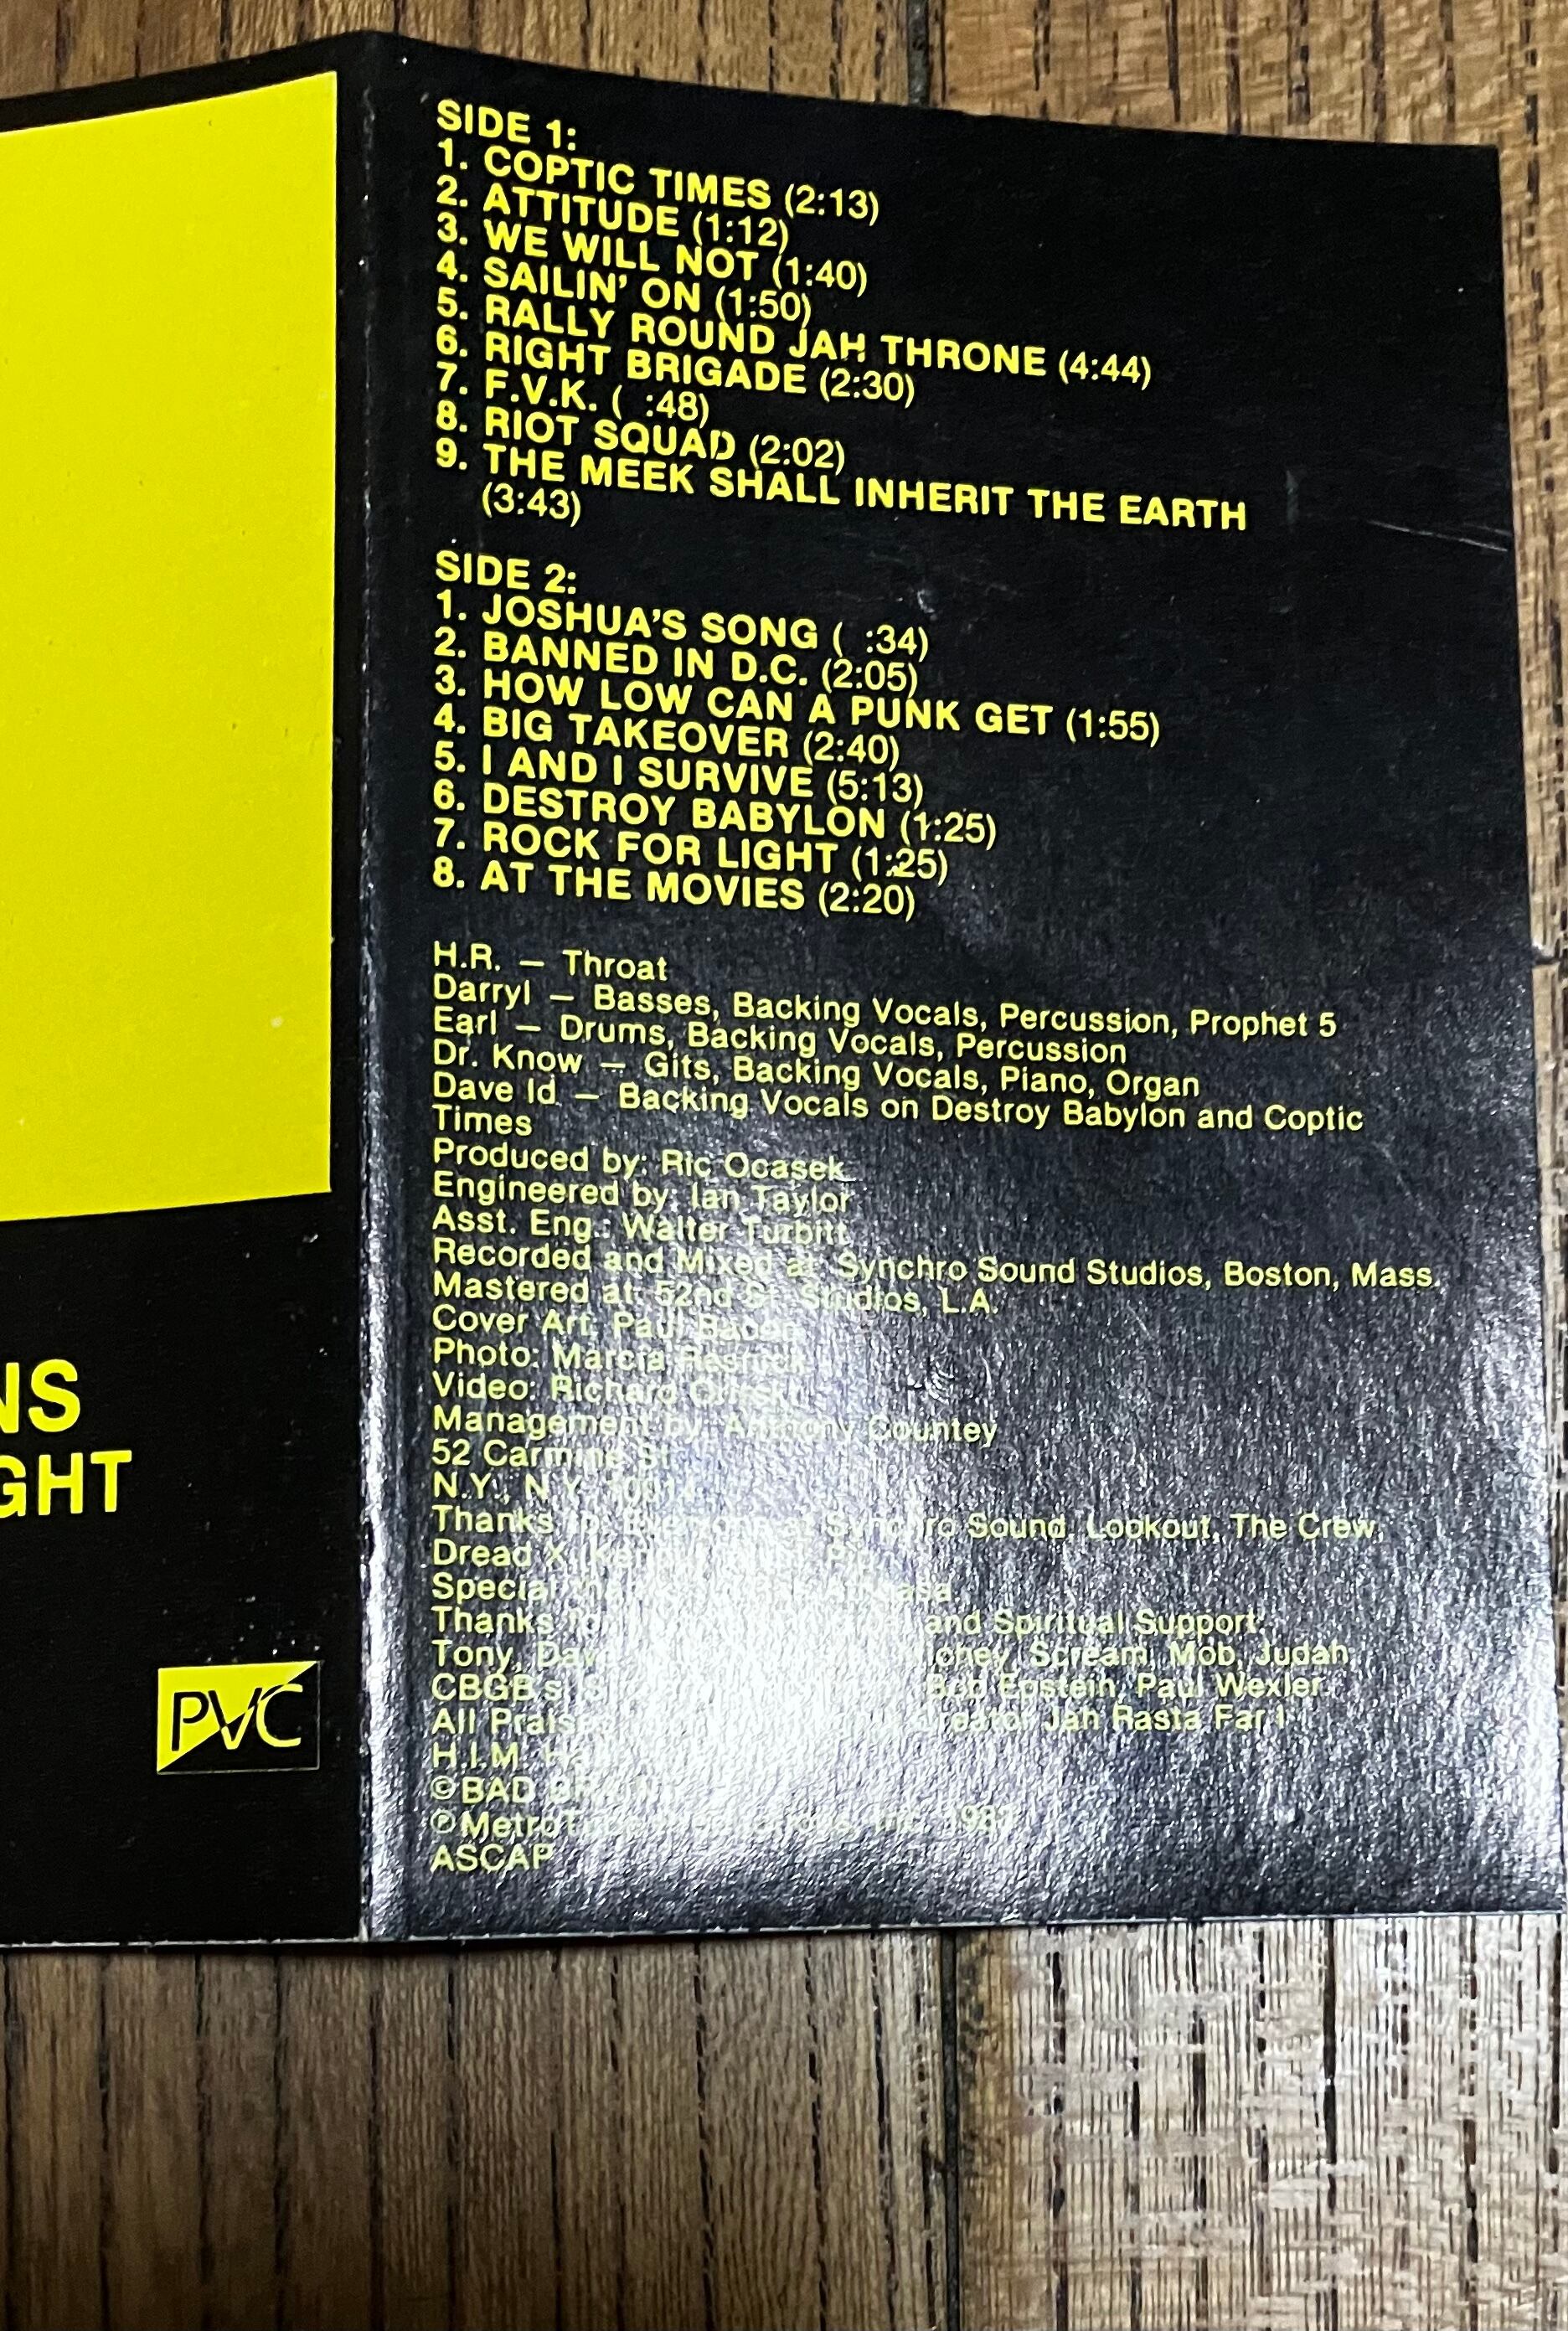 SIDE 1:
1. COPTIC TIMES (2:13)
2. ATTITUDE (1:12)
3. WE WILL NOT (1:40)
4. SAILIN' ON (1:50)
5. RALLY ROUND JAH THRONE (4:44)
6. RIGHT BRIGADE (2:30)
7. F.V.K. ( :48)
8. RIOT SQUAD (2:02)
9. THE MEEK SHALL INHERIT THE EARTH
(3:43)
SIDE 2:
1. JOSHUA'S SONG ( :34)
2. BANNED IN D.C. (2:05)
3. HOW LOW CAN A PUNK GET (1:55)
4. BIG TAKEOVER (2:40)
5. I AND I SURVIVE (5:13)
6. DESTROY BABYLON (1:25)
7. ROCK FOR LIGHT (1:25)
8. AT THE MOVIES (2:20)
H.R. — Throat
Darryl — Basses, Backing Vocals, Percussion, Prophet 5
Earl — Drums, Backing Vocals, Percussion
Dr. Know — Gits, Backing Vocals, Piano, Organ
Dave Id — Backing Vocals on Destroy Babylon and Coptic
Times
Produced by: Ric Ocasek
Engineered by: Ian Taylor
Asst. Eng.: Walter Turbitt
Recorded and Mixed at Synchro Sound Studios, Boston, Mass.
Mastered at 52nd St. Studios, L.A.
Cover Art, Paul
Photo: Marcia
Video: Richard
Management by: Anthony Countey
52 Carmine St.
N.Y., N.Y.
Thanks Synchro Sound, Lookout, The Crew,
Dread X,
Special
Thanks and Spiritual Support:
Tony, Scream, Mob, Judah
CBGB's, Epstein, Paul Wexler
All Jah Rasta Far I
H.I.M.
© BAD
℗ Inc.
ASCAP
NS
GHT
PVC